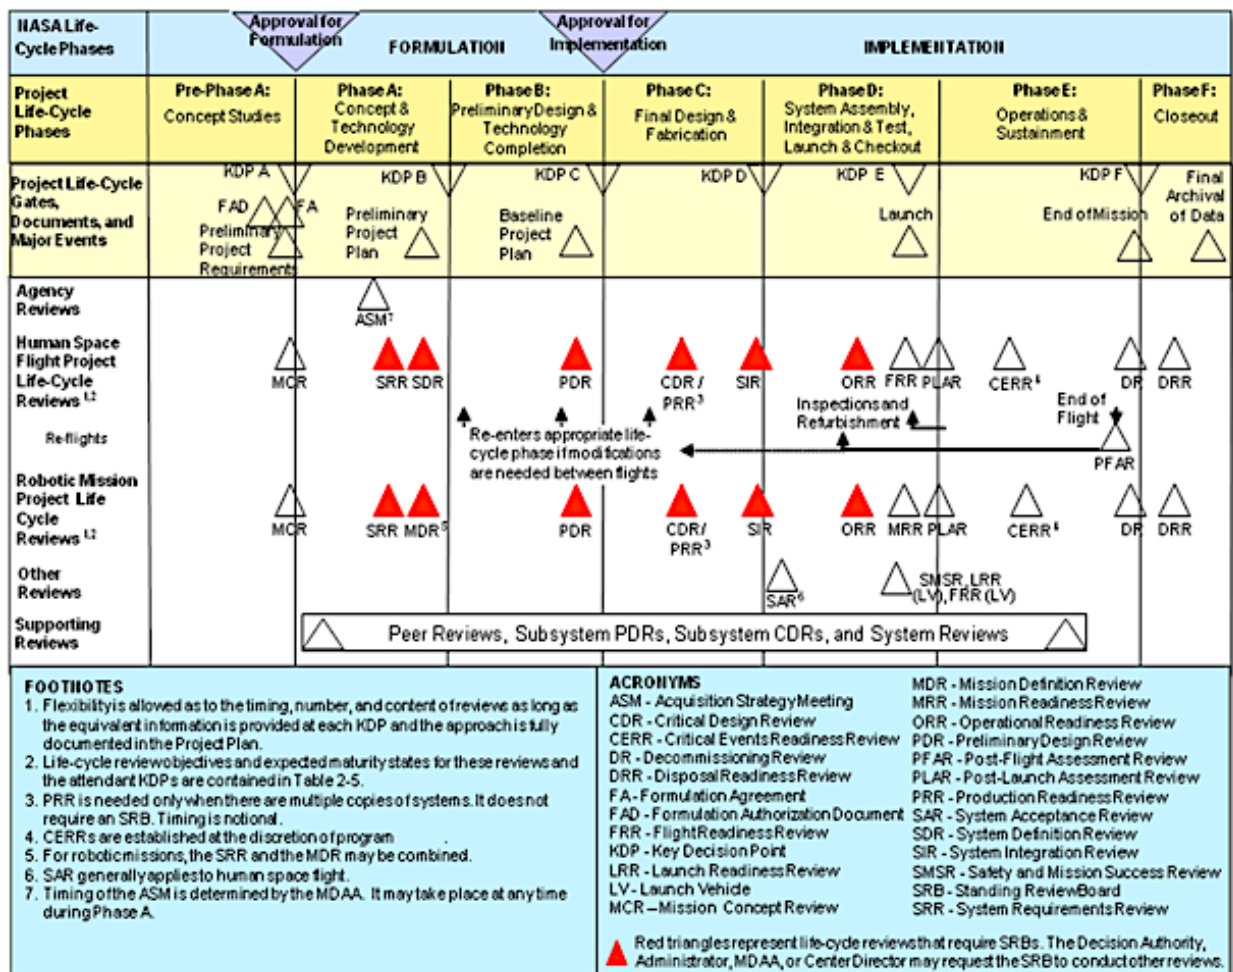 NASA Life-
Cycle Phases
Approval for
Formulation
FORMULATION
Approval for
Implementation
IMPLEMENTATION
Project
Life-Cycle
Phases
Pre-Phase A:
Concept Studies
Phase A:
Concept &
Technology
Development
Phase B:
Preliminary Design &
Technology
Completion
Phase C:
Final Design &
Fabrication
Phase D:
System Assembly,
Integration & Test,
Launch & Checkout
Phase E:
Operations &
Sustainment
Phase F:
Closeout
Project Life-Cycle
Gates,
Documents, and
Major Events
KDP A
FAD
FA
Preliminary
Project
Requirements
KDP B
Preliminary
Project
Plan
KDP C
Baseline
Project
Plan
KDP D
KDP E
Launch
KDP F
End of Mission
Final
Archival
of Data
Agency
Reviews
ASM7
Human Space
Flight Project
Life-Cycle
Reviews 1,2
MCR
SRR
SDR
PDR
CDR /
PRR 3
SIR
ORR
FRR
PLAR
CERR4
DR
DRR
Re-flights
Re-enters appropriate life-
cycle phase if modifications
are needed between flights
Inspections and
Refurbishment
End of
Flight
PFAR
Robotic Mission
Project Life
Cycle
Reviews 1,2
MCR
SRR
MDR5
PDR
CDR /
PRR 3
SIR
ORR
MRR
PLAR
CERR4
DR
DRR
Other
Reviews
SAR6
SMSR, LRR
(LV), FRR (LV)
Supporting
Reviews
Peer Reviews, Subsystem PDRs, Subsystem CDRs, and System Reviews
FOOTNOTES
1. Flexibility is allowed as to the timing, number, and content of reviews as long as
the equivalent information is provided at each KDP and the approach is fully
documented in the Project Plan.
2. Life-cycle review objectives and expected maturity states for these reviews and
the attendant KDPs are contained in Table 2-5.
3. PRR is needed only when there are multiple copies of systems. It does not
require an SRB. Timing is notional.
4. CERRs are established at the discretion of program .
5. For robotic missions, the SRR and the MDR may be combined.
6. SAR generally applies to human space flight.
7. Timing of the ASM is determined by the MDAA. It may take place at any time
during Phase A.
ACRONYMS
ASM - Acquisition Strategy Meeting
CDR - Critical Design Review
CERR - Critical Events Readiness Review
DR - Decommissioning Review
DRR - Disposal Readiness Review
FA - Formulation Agreement
FAD - Formulation Authorization Document
FRR - Flight Readiness Review
KDP - Key Decision Point
LRR - Launch Readiness Review
LV - Launch Vehicle
MCR – Mission Concept Review
MDR - Mission Definition Review
MRR - Mission Readiness Review
ORR - Operational Readiness Review
PDR - Preliminary Design Review
PFAR - Post-Flight Assessment Review
PLAR - Post-Launch Assessment Review
PRR - Production Readiness Review
SAR - System Acceptance Review
SDR - System Definition Review
SIR - System Integration Review
SMSR - Safety and Mission Success Review
SRB - Standing Review Board
SRR - System Requirements Review
Red triangles represent life-cycle reviews that require SRBs. The Decision Authority,
Administrator, MDAA, or Center Director may request the SRB to conduct other reviews.